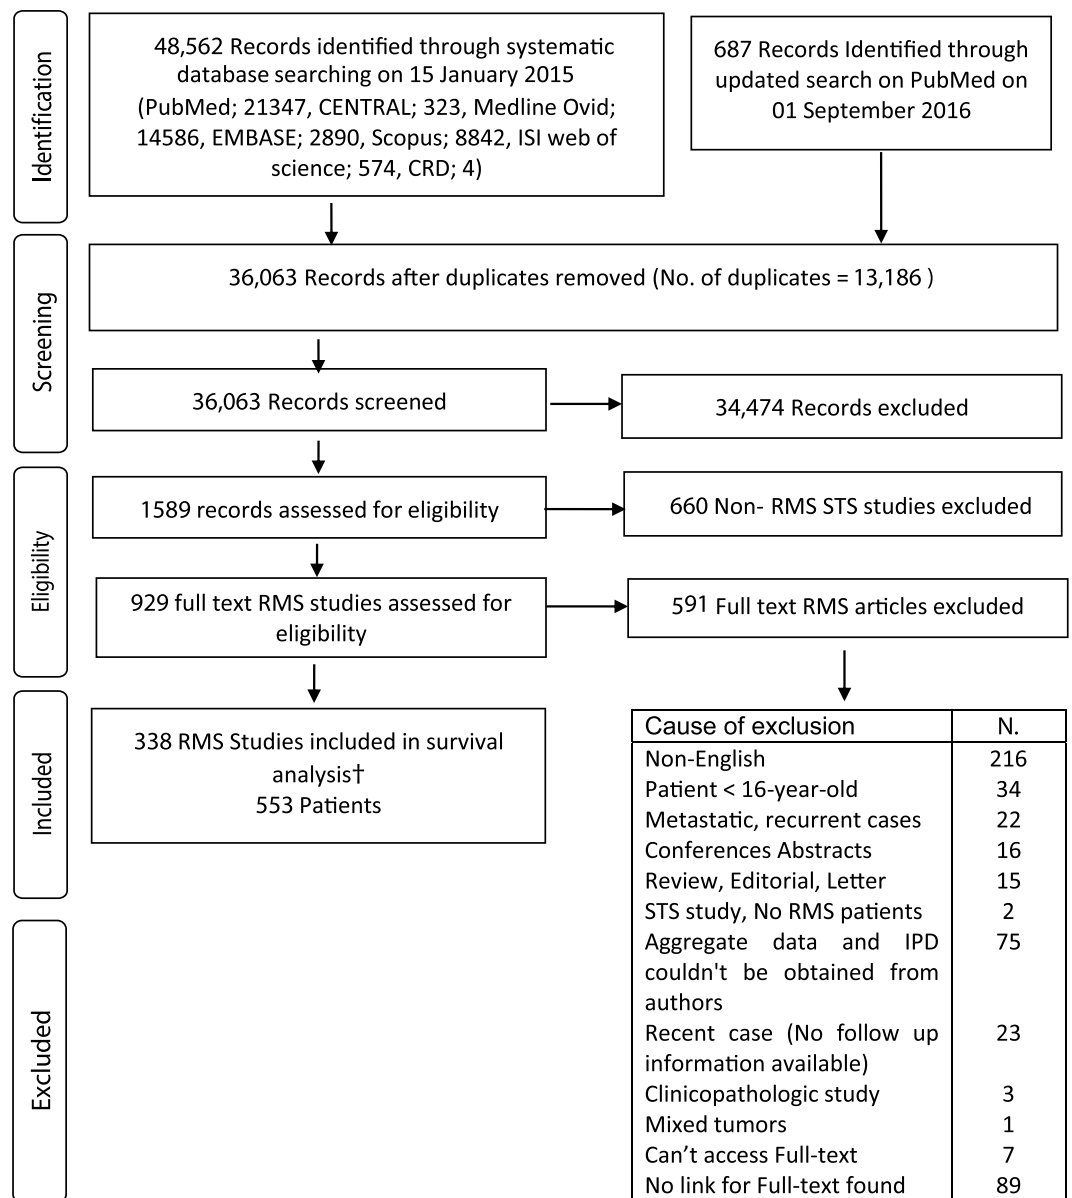 Identification
48,562 Records identified through systematic
database searching on 15 January 2015
(PubMed; 21347, CENTRAL; 323, Medline Ovid;
14586, EMBASE; 2890, Scopus; 8842, ISI web of
science; 574, CRD; 4)
687 Records Identified through
updated search on PubMed on
01 September 2016
Screening
36,063 Records after duplicates removed (No. of duplicates = 13,186 )
36,063 Records screened
34,474 Records excluded
Eligibility
1589 records assessed for eligibility
660 Non- RMS STS studies excluded
929 full text RMS studies assessed for
eligibility
591 Full text RMS articles excluded
Included
338 RMS Studies included in survival
analysis†
553 Patients
Excluded
Cause of exclusion N.
Non-English 216
Patient < 16-year-old 34
Metastatic, recurrent cases 22
Conferences Abstracts 16
Review, Editorial, Letter 15
STS study, No RMS patients 2
Aggregate data and IPD 75
couldn't be obtained from
authors
Recent case (No follow up 23
information available)
Clinicopathologic study 3
Mixed tumors 1
Can’t access Full-text 7
No link for Full-text found 89